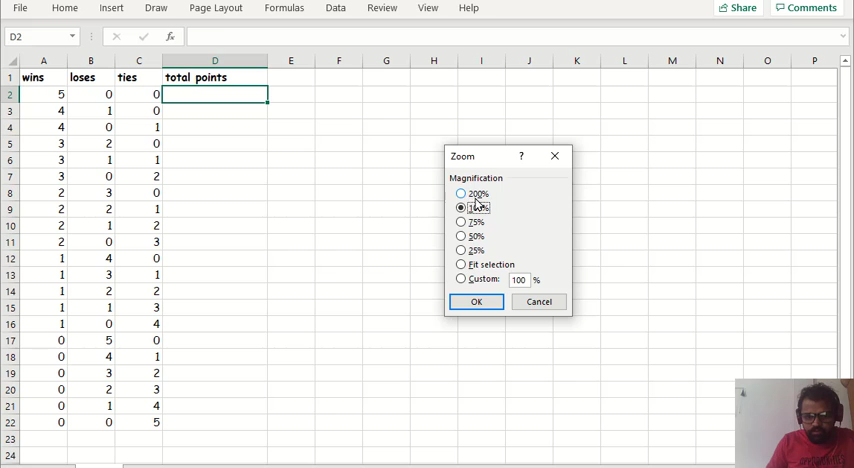 File Home Insert Draw Page Layout Formulas Data Review View Help Share Comments
D2 fx
A B C D E F G H I J K L M N O P
1 wins loses ties total points
2 5 0 0
3 4 1 0
4 4 0 1
5 3 2 0
6 3 1 1
7 3 0 2
8 2 3 0
9 2 2 1
10 2 1 2
11 2 0 3
12 1 4 0
13 1 3 1
14 1 2 2
15 1 1 3
16 1 0 4
17 0 5 0
18 0 4 1
19 0 3 2
20 0 2 3
21 0 1 4
22 0 0 5
23
24
Zoom ?
Magnification
200%
100%
75%
50%
25%
Fit selection
Custom: 100 %
OK Cancel